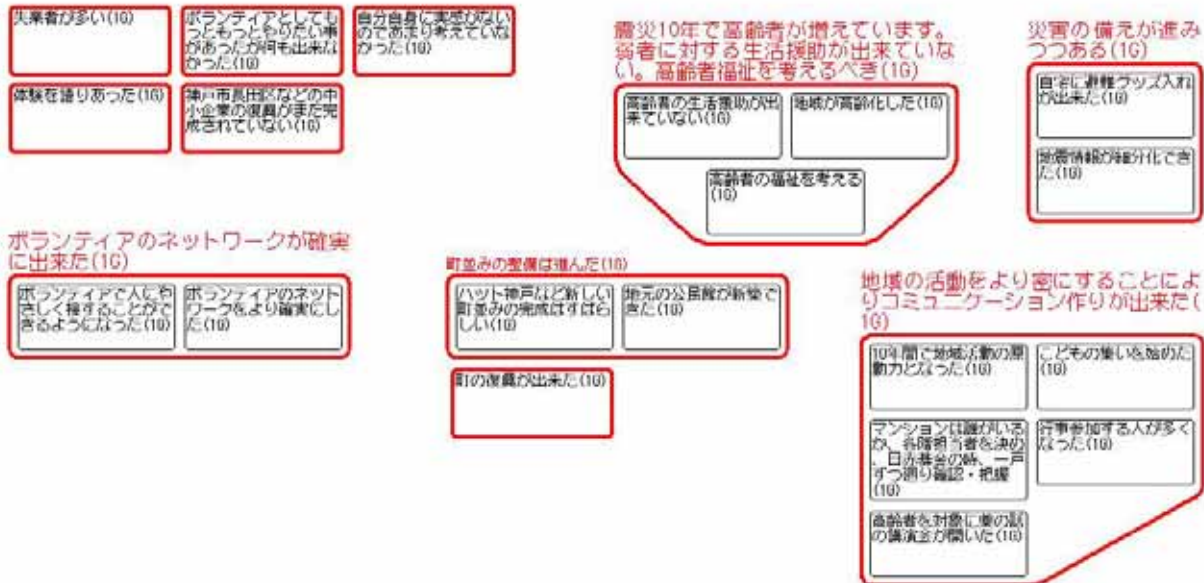 失業者が多い(1G)
ボランティアとしても
っともっとやりたい事
があったが何も出来な
かった(1G)
自分自身に実感がない
のであまり考えていな
かった(1G)
体験を語りあった(1G)
神戸市長田区などの中
小企業の復興がまだ完
成されていない(1G)
震災10年で高齢者が増えています。
弱者に対する生活援助が出来ていな
い。高齢者福祉を考えるべき(1G)
高齢者の生活援助が出
来ていない(1G)
地域が高齢化した(1G)
高齢者の福祉を考える
(1G)
災害の備えが進み
つつある(1G)
自宅に避難グッズ入れ
が出来た(1G)
地震情報が細分化でき
た(1G)
ボランティアのネットワークが確実
に出来た(1G)
ボランティアで人にや
さしく接することがで
きるようになった(1G)
ボランティアのネット
ワークをより確実にし
た(1G)
町並みの整備は進んだ(1G)
ハット神戸など新しい
町並みの完成はすばら
しい(1G)
地元の公民館が新築で
きた(1G)
町の復興が出来た(1G)
地域の活動をより密にすることによ
りコミュニケーション作りが出来た(
1G)
10年間で地域活動の原
動力となった(1G)
こどもの集いを始めた
(1G)
マンションは誰がいる
か、各階担当者を決め
、日赤基金の時、一戸
ずつ廻り確認・把握
(1G)
行事参加する人が多く
なった(1G)
高齢者を対象に
の講演会が開いた(1G)